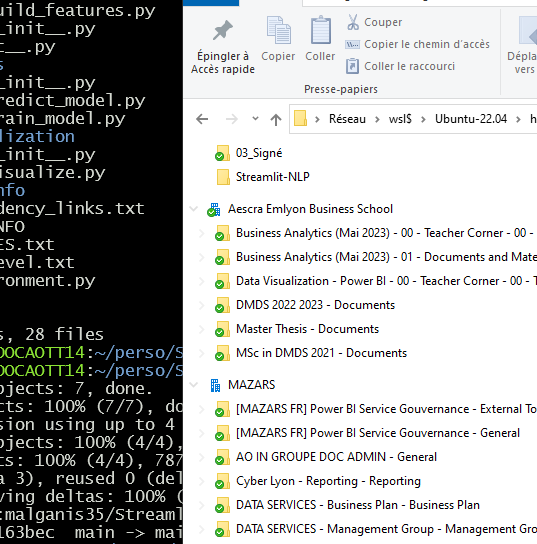 uild_features.py
_init__.py
t__.py
s
_init__.py
redict_model.py
rain_model.py
lization
_init__.py
isualize.py
nfo
dency_links.txt
NFO
ES.txt
evel.txt
ronment.py
s, 28 files
DOCAOTT14:~/perso/S
DOCAOTT14:~/perso/S
bjects: 7, done.
cts: 100% (7/7), do
sion using up to 4
bjects: 100% (4/4),
cts: 100% (4/4), 787
a 3), reused 0 (del
ving deltas: 100% (
:malganis35/Streaml
163bec main -> mai
Épingler à
Accès rapide
Copier
Coller
Couper
Copier le chemin d'accès
Coller le raccourci
Déplac
vers
Presse-papiers
Réseau > wsl$ > Ubuntu-22.04 > h
03_Signé
Streamlit-NLP
Aescra Emlyon Business School
Business Analytics (Mai 2023) - 00 - Teacher Corner - 00 -
Business Analytics (Mai 2023) - 01 - Documents and Mate
Data Visualization - Power BI - 00 - Teacher Corner - 00 - T
DMDS 2022 2023 - Documents
Master Thesis - Documents
MSc in DMDS 2021 - Documents
MAZARS
[MAZARS FR] Power BI Service Gouvernance - External To
[MAZARS FR] Power BI Service Gouvernance - General
AO IN GROUPE DOC ADMIN - General
Cyber Lyon - Reporting - Reporting
DATA SERVICES - Business Plan - Business Plan
DATA SERVICES - Management Group - Management Gro